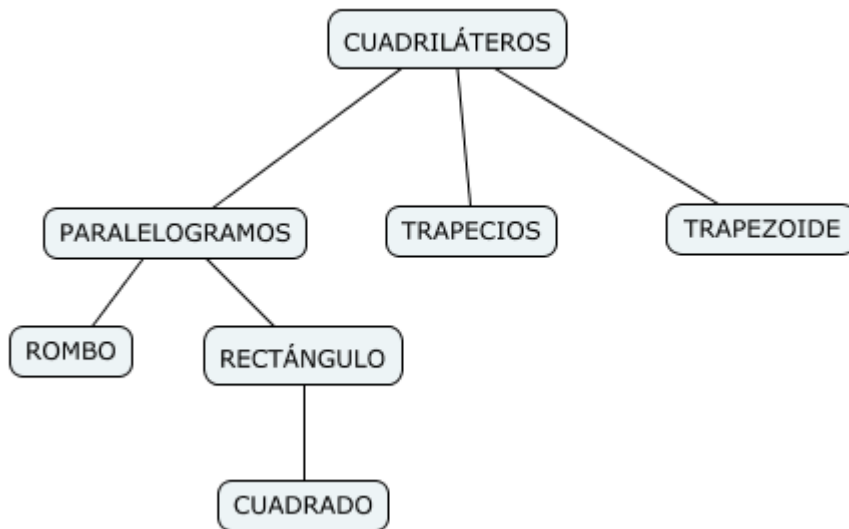 CUADRILÁTEROS
PARALELOGRAMOS
TRAPECIOS
TRAPEZOIDE
ROMBO
RECTÁNGULO
CUADRADO